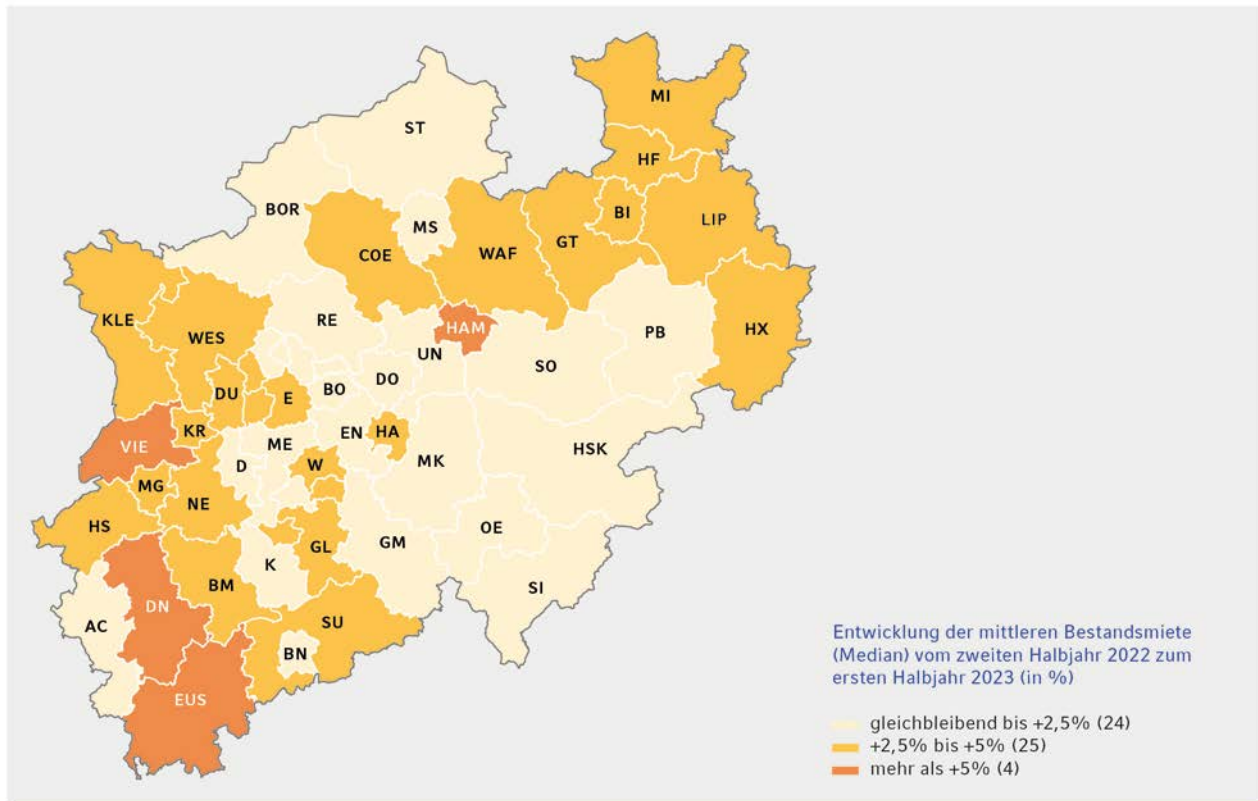 MI
ST
HF
BOR
BI
LIP
MS
GT
COE
WAF
KLE
RE
HAM
HX
WES
PB
UN
SO
DO
BO
DU
E
KR
EN
HA
VIE
ME
HSK
D
MK
W
MG
NE
HS
OE
GL
GM
K
BM
SI
DN
AC
SU
BN
EUS
Entwicklung der mittleren Bestandsmiete
(Median) vom zweiten Halbjahr 2022 zum
ersten Halbjahr 2023 (in %)
gleichbleibend bis +2,5% (24)
+2,5% bis +5% (25)
mehr als +5% (4)